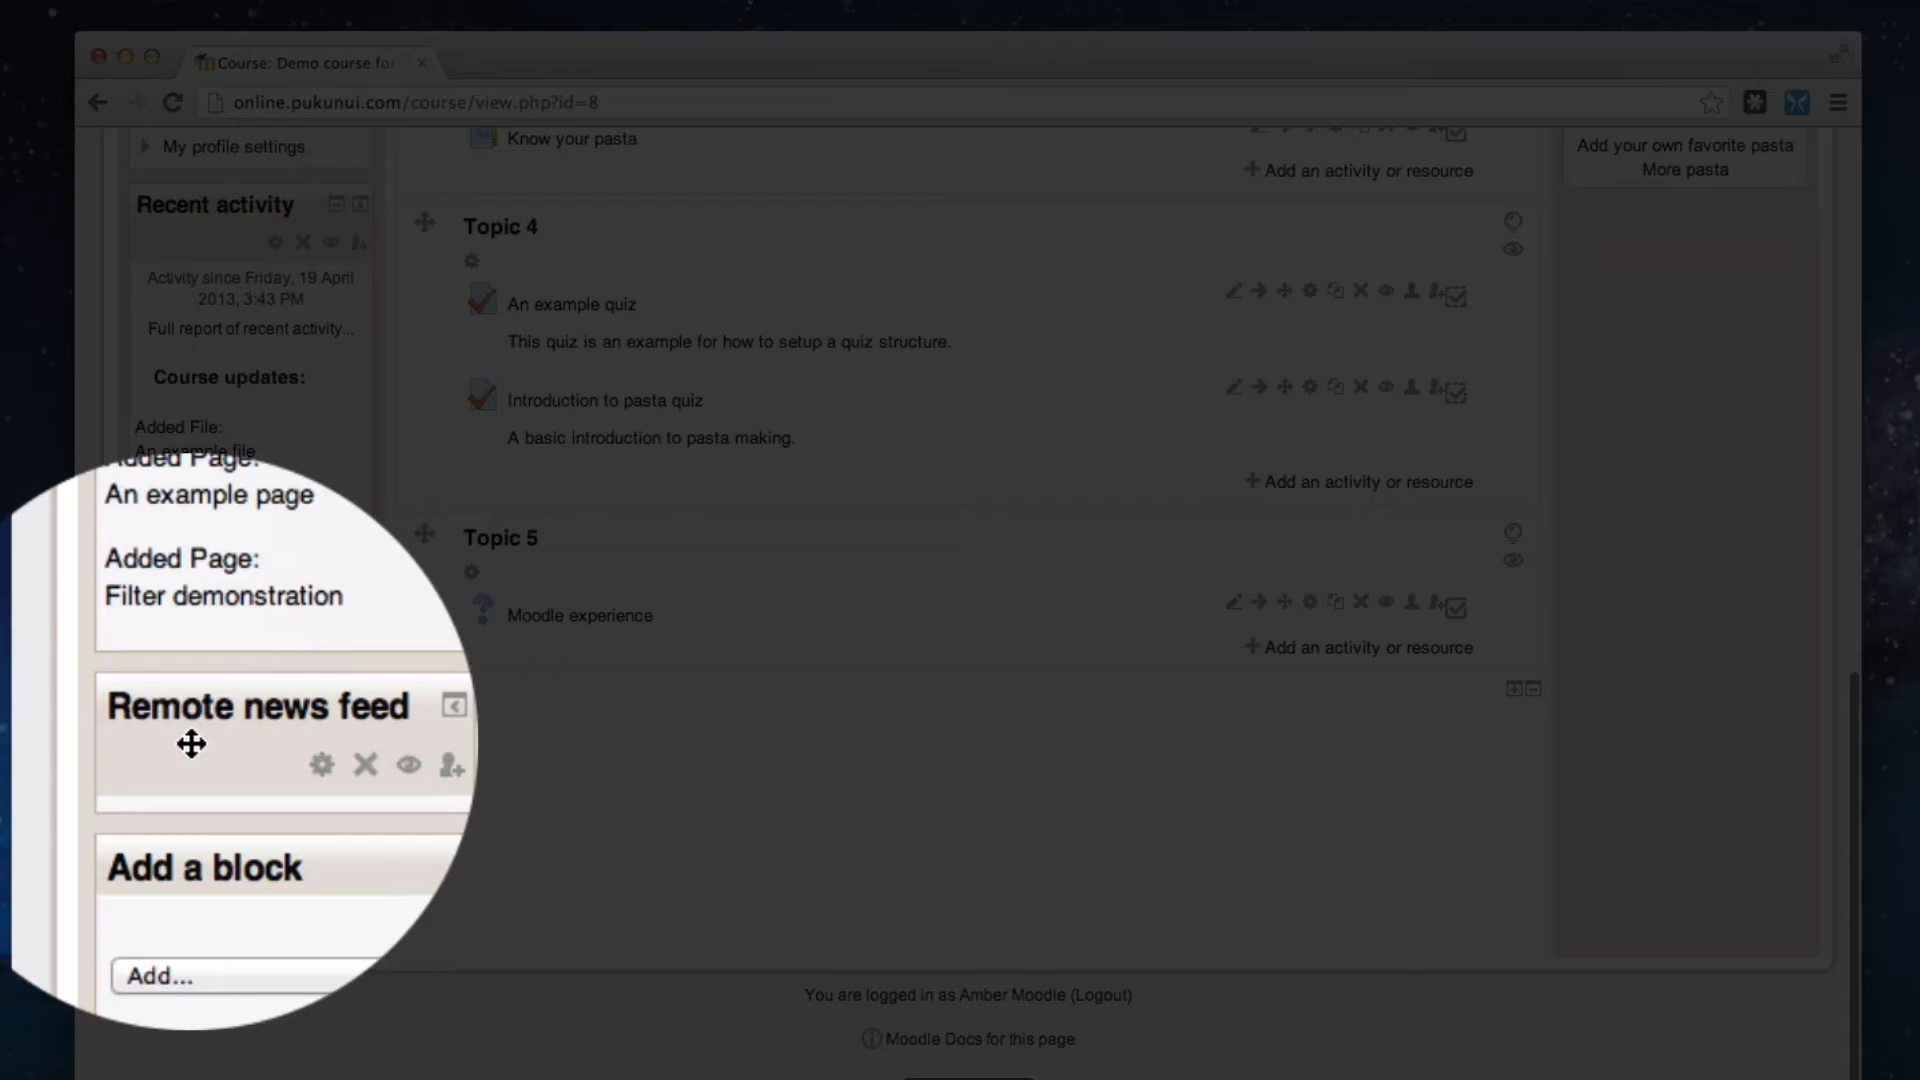 Course: Demo course for
online.pukunui.com/course/view.php?id=8
My profile settings
Recent activity
Activity since Friday, 19 April
2013, 3:43 PM
Full report of recent activity...
Course updates:
Added File:
An example file
Added Page:
An example page
Added Page:
Filter demonstration
Remote news feed
Add a block
Add...
Know your pasta
Add an activity or resource
Topic 4
An example quiz
This quiz is an example for how to setup a quiz structure.
Introduction to pasta quiz
A basic introduction to pasta making.
Add an activity or resource
Topic 5
Moodle experience
Add an activity or resource
Add your own favorite pasta
More pasta
You are logged in as Amber Moodle (Logout)
Moodle Docs for this page